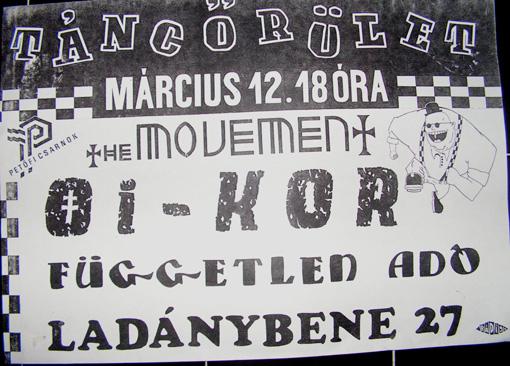 TÁNCŐRÜLET
MÁRCIUS 12. 18 ÓRA
PETŐFI CSARNOK
THE MOVEMENT
OI-KOR
FÜGGETLEN ADÓ
LADÁNYBENE 27